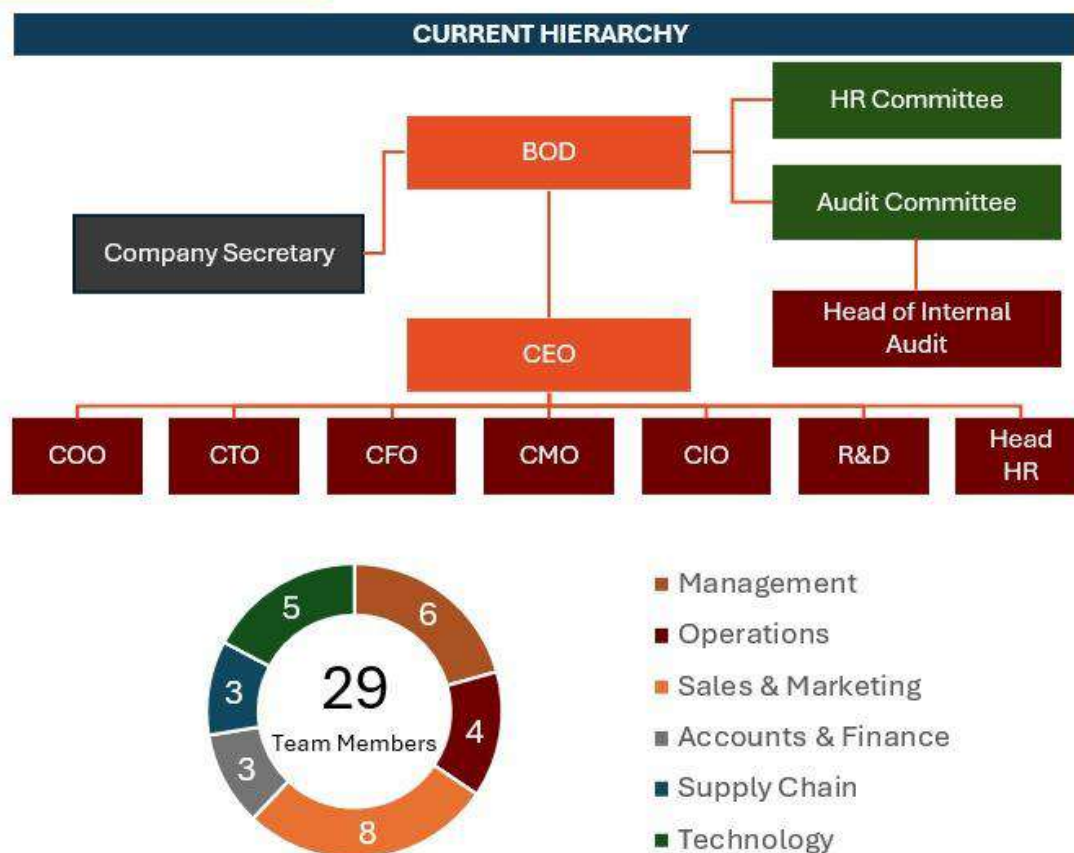 CURRENT HIERARCHY
HR Committee
BOD
Audit Committee
Company Secretary
Head of Internal
Audit
CEO
COO
CTO
CFO
CMO
CIO
R&D
Head
HR
5
6
3
29
Team Members
4
3
8
Management
Operations
Sales & Marketing
Accounts & Finance
Supply Chain
Technology